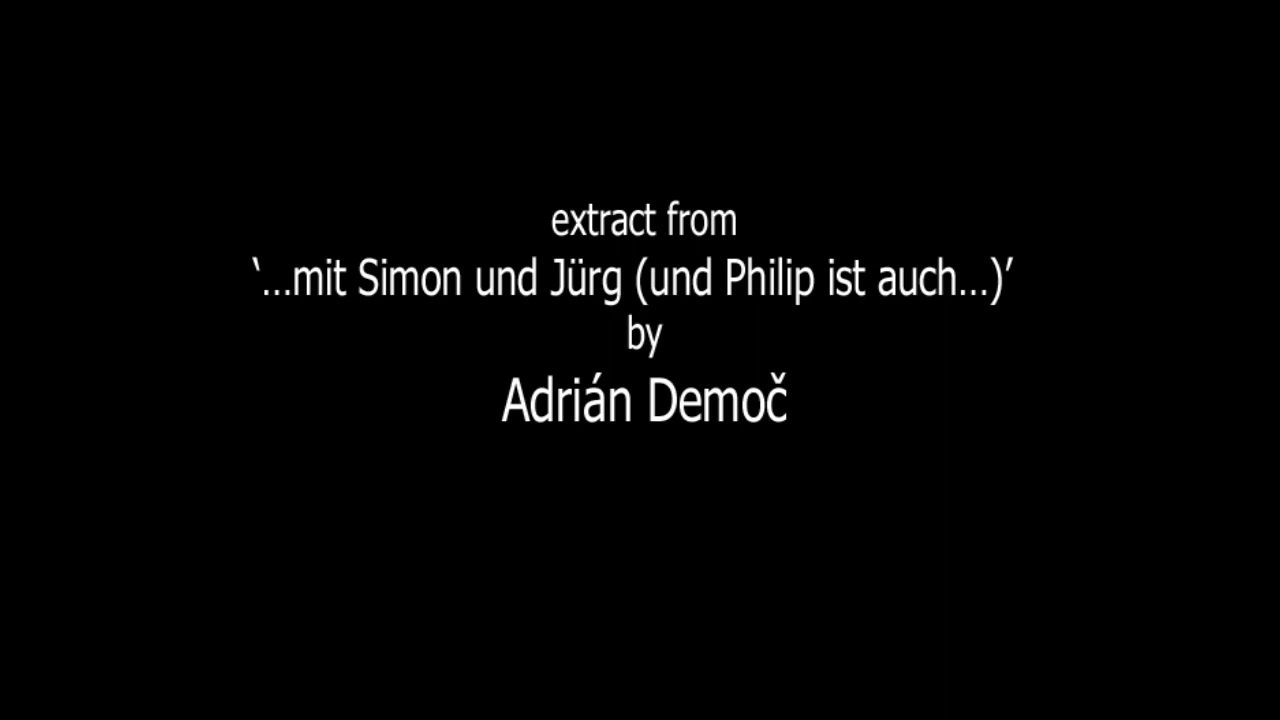 extract from
‘...mit Simon und Jürg (und Philip ist auch...)’
by
Adrián Demoč